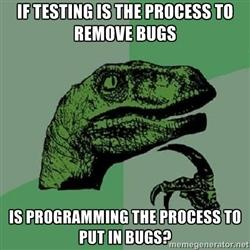 IF TESTING IS THE PROCESS TO
REMOVE BUGS
IS PROGRAMMING THE PROCESS TO
PUT IN BUGS?
memegenerator.net